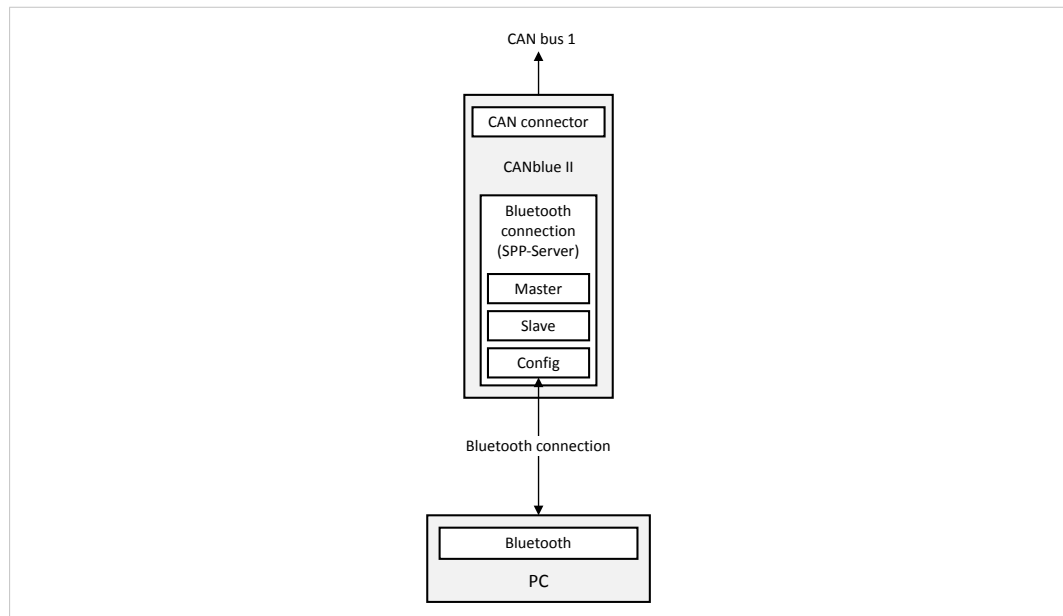 CAN bus 1
CAN connector
CANblue II
Bluetooth
connection
(SPP-Server)
Master
Slave
Config
Bluetooth connection
Bluetooth
PC